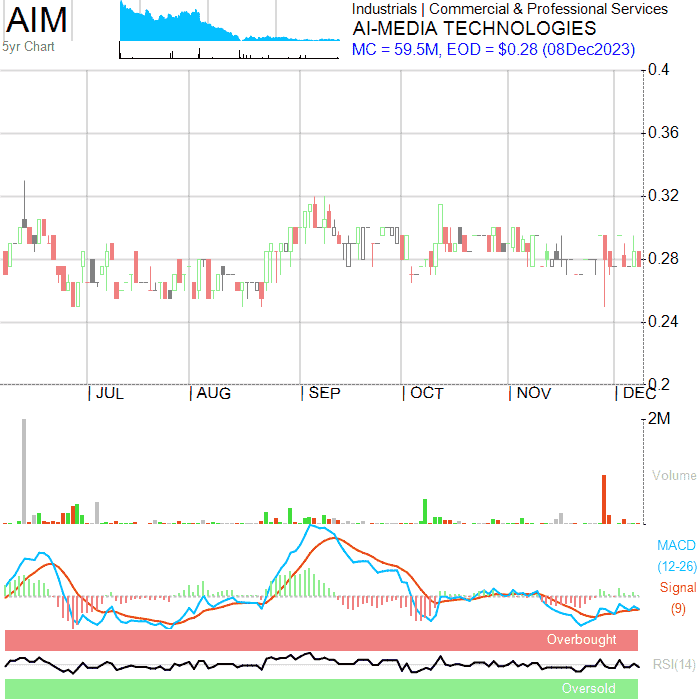 AIM
5yr Chart
Industrials | Commercial & Professional Services
AI-MEDIA TECHNOLOGIES
MC = 59.5M, EOD = $0.28 (08Dec2023)
0.4
0.36
0.32
0.28
0.24
0.2
JUL AUG SEP OCT NOV DEC
2M
Volume
MACD
(12-26)
Signal
(9)
Overbought
RSI(14)
Oversold